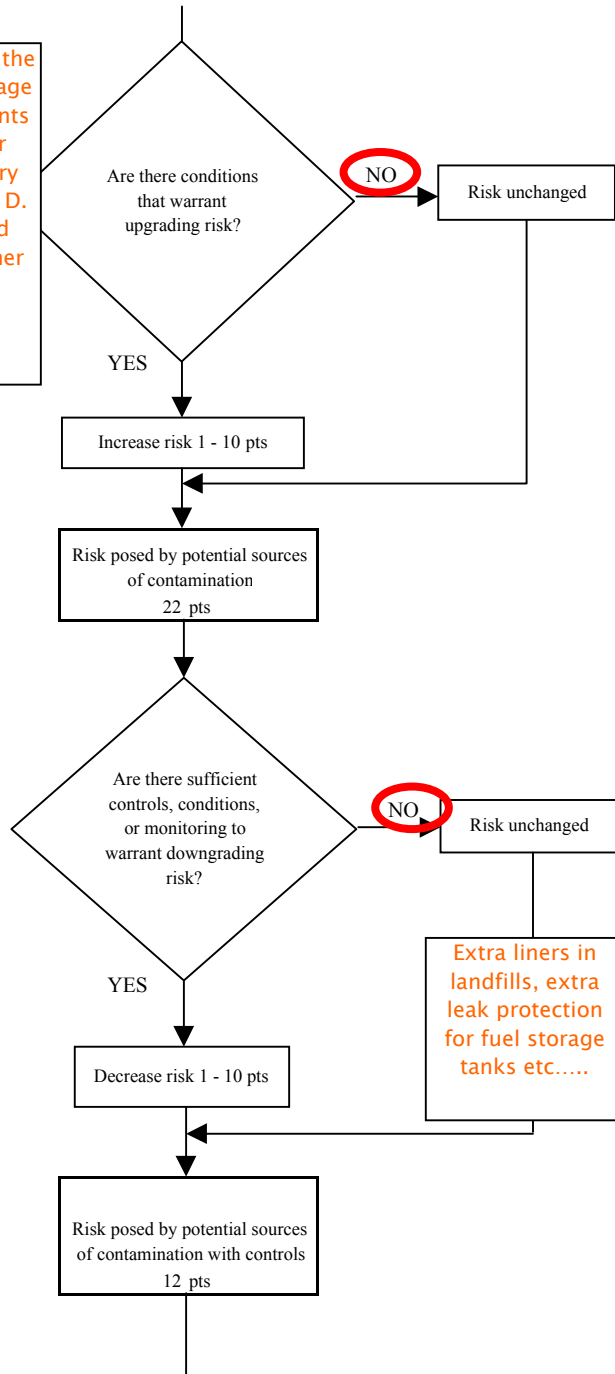 the
age
nts
r
ry
D.
d
ner
Are there conditions
that warrant
upgrading risk?
NO
Risk unchanged
YES
Increase risk 1 - 10 pts
Risk posed by potential sources
of contamination
22 pts
Are there sufficient
controls, conditions,
or monitoring to
warrant downgrading
risk?
NO
Risk unchanged
YES
Extra liners in
landfills, extra
leak protection
for fuel storage
tanks etc…..
Decrease risk 1 - 10 pts
Risk posed by potential sources
of contamination with controls
12 pts